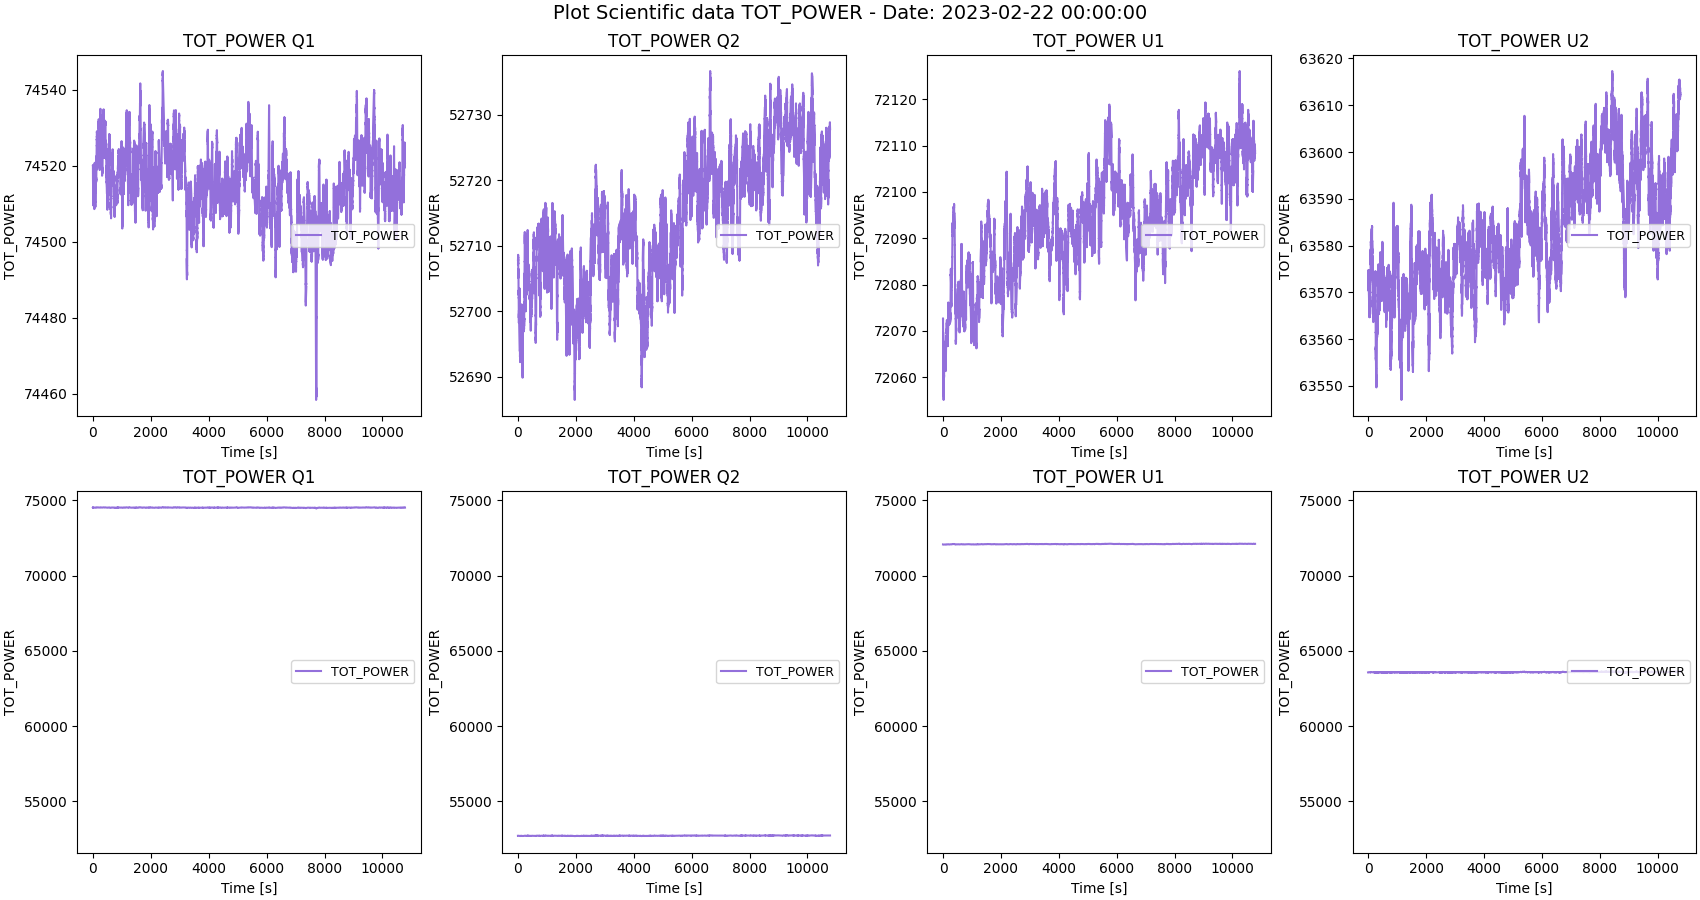 Plot Scientific data TOT_POWER - Date: 2023-02-22 00:00:00
TOT_POWER Q1
TOT_POWER
74540
74520
74500
74480
74460
TOT_POWER
0 2000 4000 6000 8000 10000
Time [s]
TOT_POWER Q2
TOT_POWER
52730
52720
52710
52700
52690
TOT_POWER
0 2000 4000 6000 8000 10000
Time [s]
TOT_POWER U1
TOT_POWER
72120
72110
72100
72090
72080
72070
72060
TOT_POWER
0 2000 4000 6000 8000 10000
Time [s]
TOT_POWER U2
TOT_POWER
63620
63610
63600
63590
63580
63570
63560
63550
TOT_POWER
0 2000 4000 6000 8000 10000
Time [s]
TOT_POWER Q1
TOT_POWER
75000
70000
65000
60000
55000
TOT_POWER
0 2000 4000 6000 8000 10000
Time [s]
TOT_POWER Q2
TOT_POWER
75000
70000
65000
60000
55000
TOT_POWER
0 2000 4000 6000 8000 10000
Time [s]
TOT_POWER U1
TOT_POWER
75000
70000
65000
60000
55000
TOT_POWER
0 2000 4000 6000 8000 10000
Time [s]
TOT_POWER U2
TOT_POWER
75000
70000
65000
60000
55000
TOT_POWER
0 2000 4000 6000 8000 10000
Time [s]